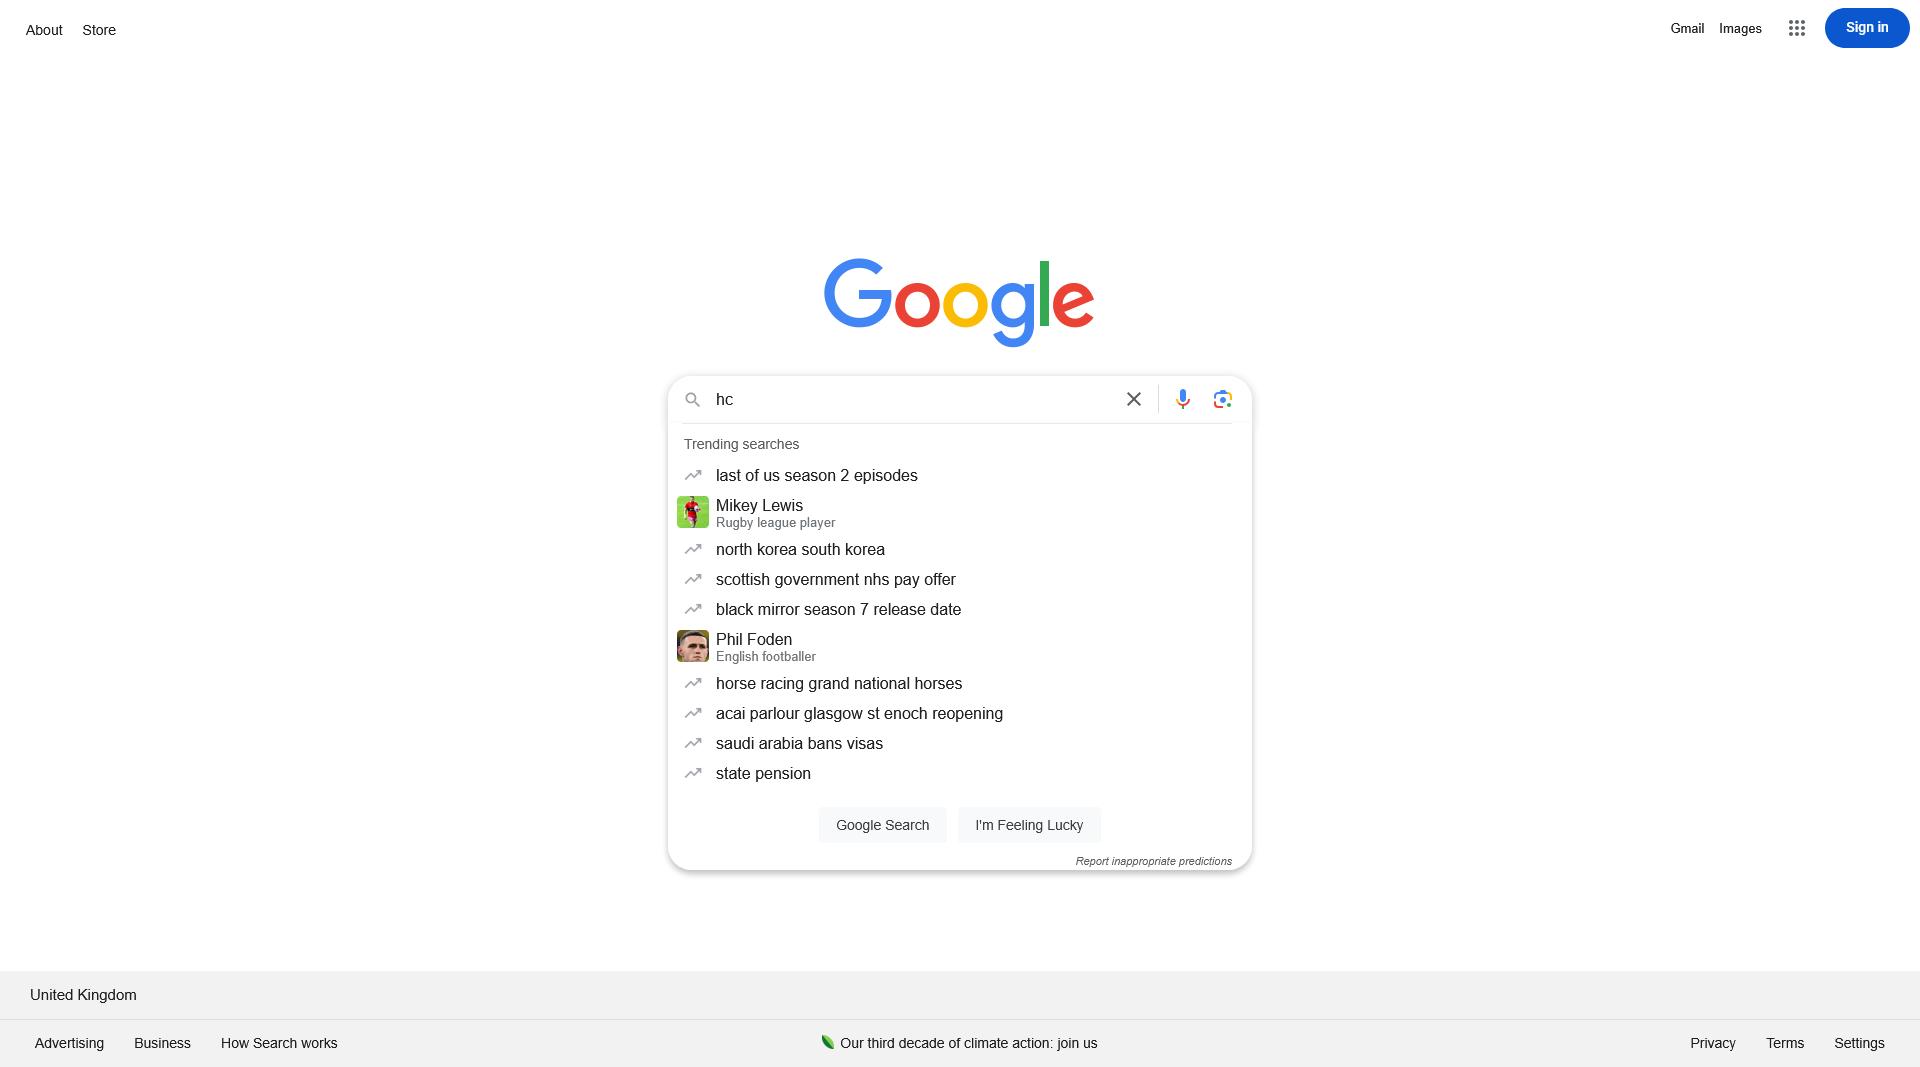 About Store
Gmail Images Sign in
Google
hc
Trending searches
last of us season 2 episodes
Mikey Lewis
Rugby league player
north korea south korea
scottish government nhs pay offer
black mirror season 7 release date
Phil Foden
English footballer
horse racing grand national horses
acai parlour glasgow st enoch reopening
saudi arabia bans visas
state pension
Google Search I'm Feeling Lucky
Report inappropriate predictions
United Kingdom
Advertising Business How Search works Our third decade of climate action: join us Privacy Terms Settings